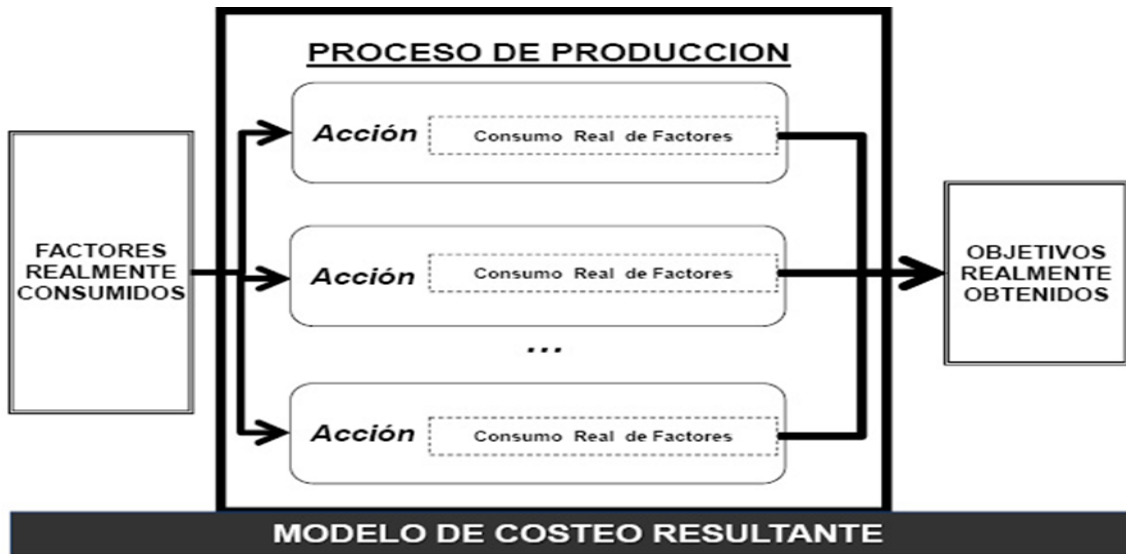 PROCESO DE PRODUCCION
Acción
Consumo Real de Factores
FACTORES
REALMENTE
CONSUMIDOS
Acción
Consumo Real de Factores
OBJETIVOS
REALMENTE
OBTENIDOS
...
Acción
Consumo Real de Factores
MODELO DE COSTEO RESULTANTE